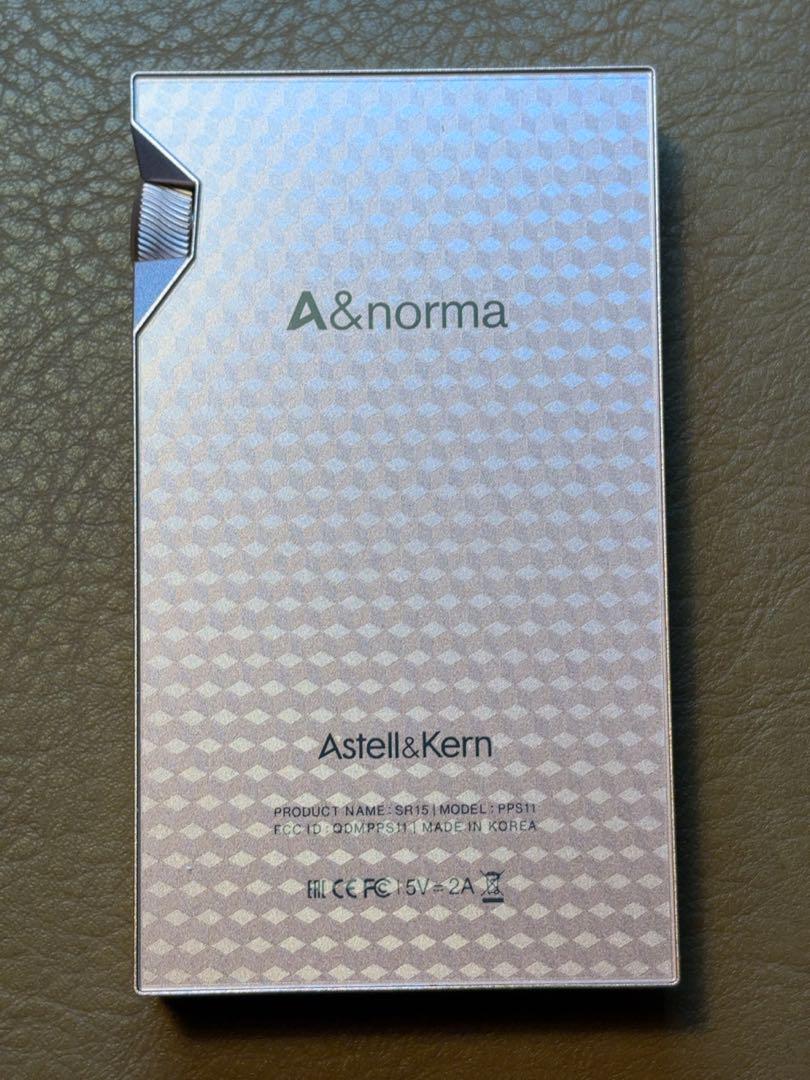 A&norma
Astell&Kern
PRODUCT NAME : SR15 | MODEL : PPS11
FCC ID : QDMPPS11 | MADE IN KOREA
EAC CE FC | 5V = 2A